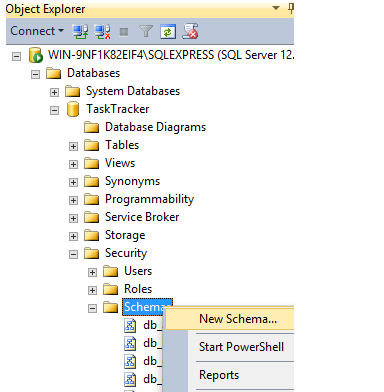 Object Explorer
Connect
WIN-9NF1K82EIF4\SQLEXPRESS (SQL Server 12.
Databases
System Databases
TaskTracker
Database Diagrams
Tables
Views
Synonyms
Programmability
Service Broker
Storage
Security
Users
Roles
Schema
New Schema...
db_
Start PowerShell
db_
db_
Reports
db_